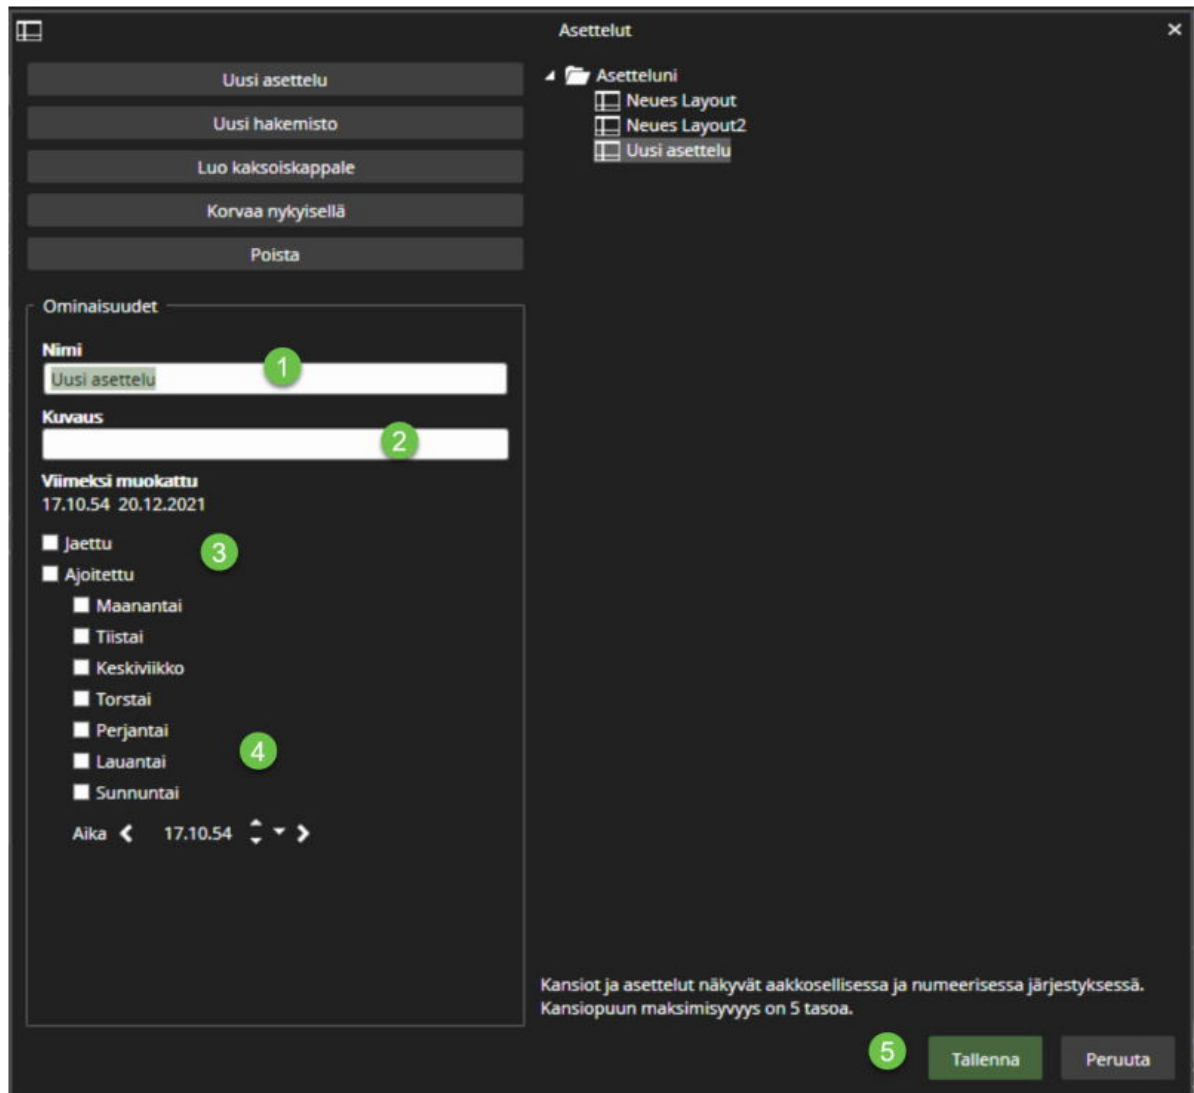 Asettelut
Uusi asettelu
Uusi hakemisto
Luo kaksoiskappale
Korvaa nykyisellä
Poista
Ominaisuudet
Nimi
1
Uusi asettelu
Kuvaus
2
Viimeksi muokattu
17.10.54 20.12.2021
Jaettu
3
Ajoitettu
Maanantai
Tiistai
Keskiviikko
Torstai
Perjantai
Lauantai
4
Sunnuntai
Aika 17.10.54
Asetteluni
Neues Layout
Neues Layout2
Uusi asettelu
Kansiot ja asettelut näkyvät aakkosellisessa ja numeerisessa järjestyksessä.
Kansiopuun maksimisyvyys on 5 tasoa.
5
Tallenna
Peruuta